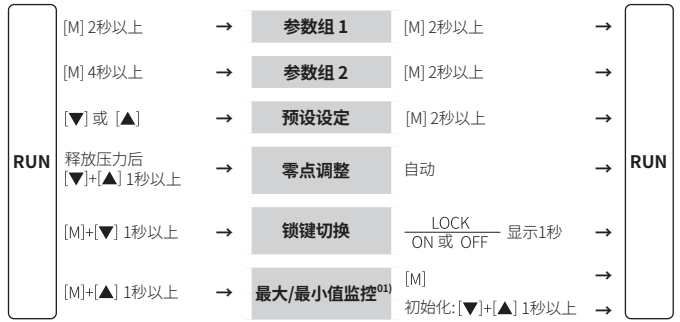 [M] 2秒以上 → 参数组 1 [M] 2秒以上 →
[M] 4秒以上 → 参数组 2 [M] 2秒以上 →
[▼] 或 [▲] → 预设设定 [M] 2秒以上 →
RUN
释放压力后
[▼]+[▲] 1秒以上 → 零点调整 自动 →
RUN
[M]+[▼] 1秒以上 → 锁键切换 LOCK
ON 或 OFF 显示1秒 →
[M]+[▲] 1秒以上 → 最大/最小值监控01) [M] →
初始化: [▼]+[▲] 1秒以上 →